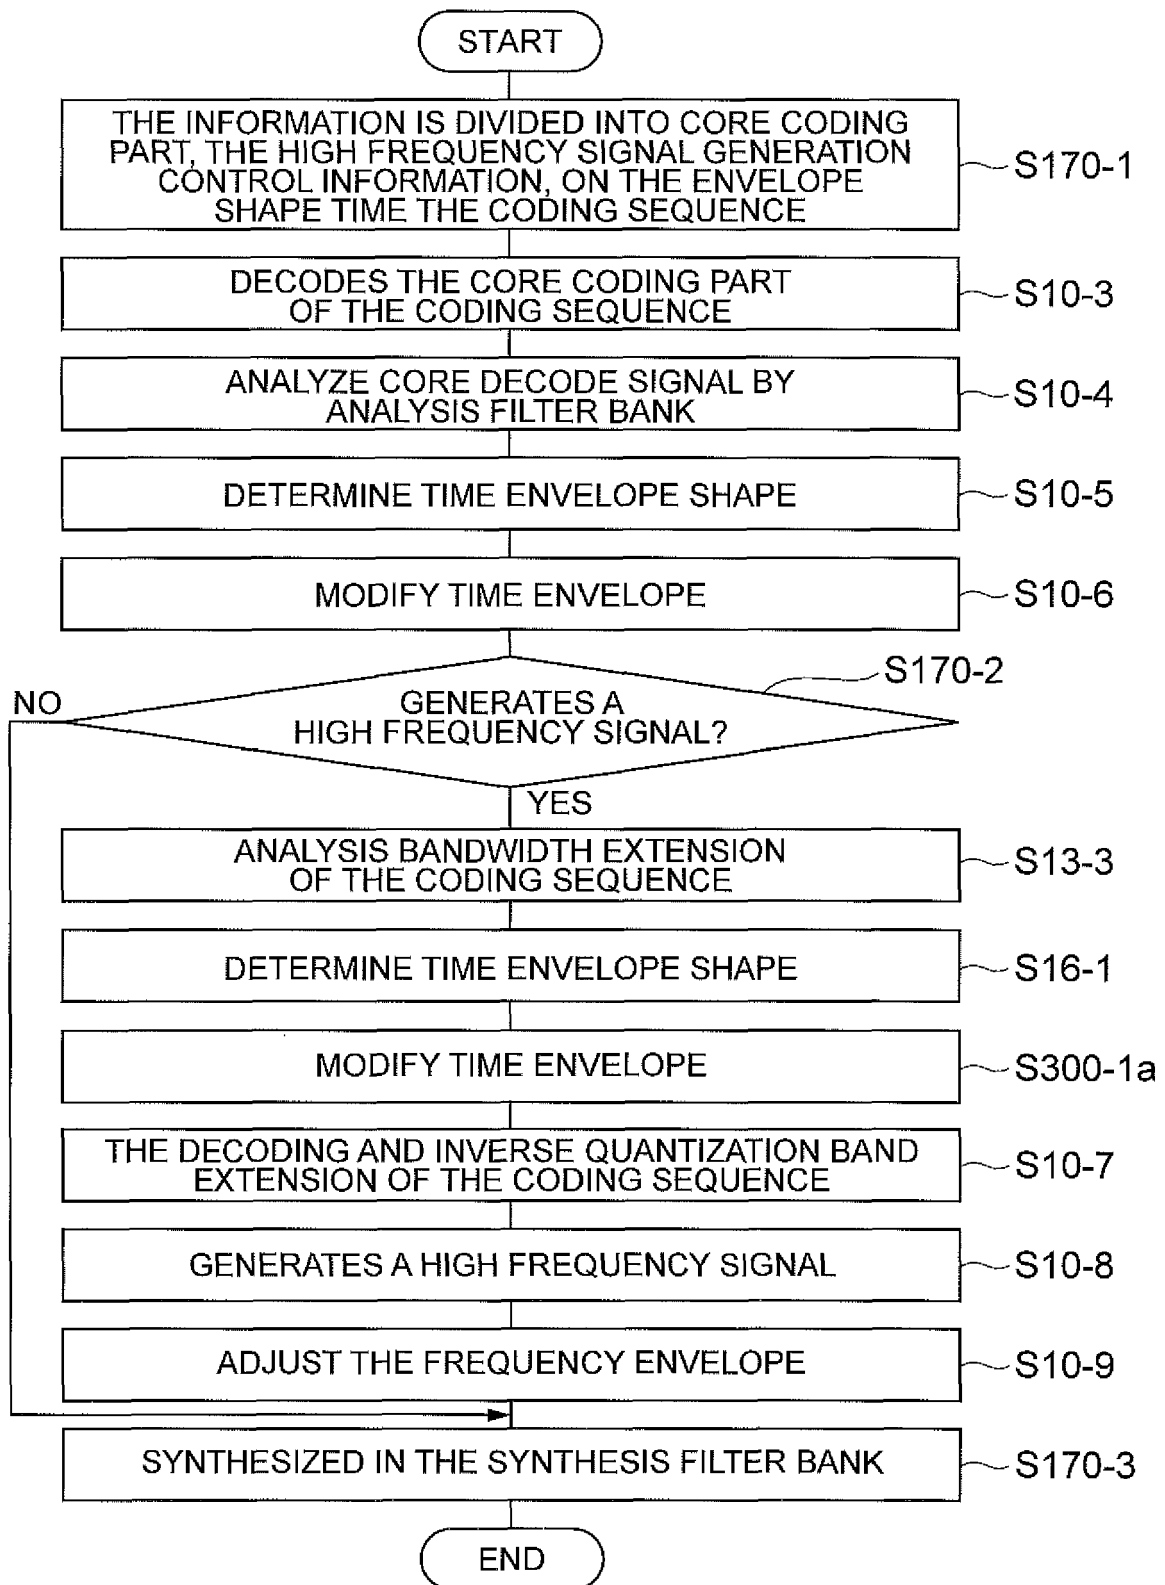 START
THE INFORMATION IS DIVIDED INTO CORE CODING
PART, THE HIGH FREQUENCY SIGNAL GENERATION
CONTROL INFORMATION, ON THE ENVELOPE
SHAPE TIME THE CODING SEQUENCE
S170-1
DECODES THE CORE CODING PART
OF THE CODING SEQUENCE
S10-3
ANALYZE CORE DECODE SIGNAL BY
ANALYSIS FILTER BANK
S10-4
DETERMINE TIME ENVELOPE SHAPE
S10-5
MODIFY TIME ENVELOPE
S10-6
S170-2
NO
GENERATES A
HIGH FREQUENCY SIGNAL?
YES
ANALYSIS BANDWIDTH EXTENSION
OF THE CODING SEQUENCE
S13-3
DETERMINE TIME ENVELOPE SHAPE
S16-1
MODIFY TIME ENVELOPE
S300-1a
THE DECODING AND INVERSE QUANTIZATION BAND
EXTENSION OF THE CODING SEQUENCE
S10-7
GENERATES A HIGH FREQUENCY SIGNAL
S10-8
ADJUST THE FREQUENCY ENVELOPE
S10-9
SYNTHESIZED IN THE SYNTHESIS FILTER BANK
S170-3
END